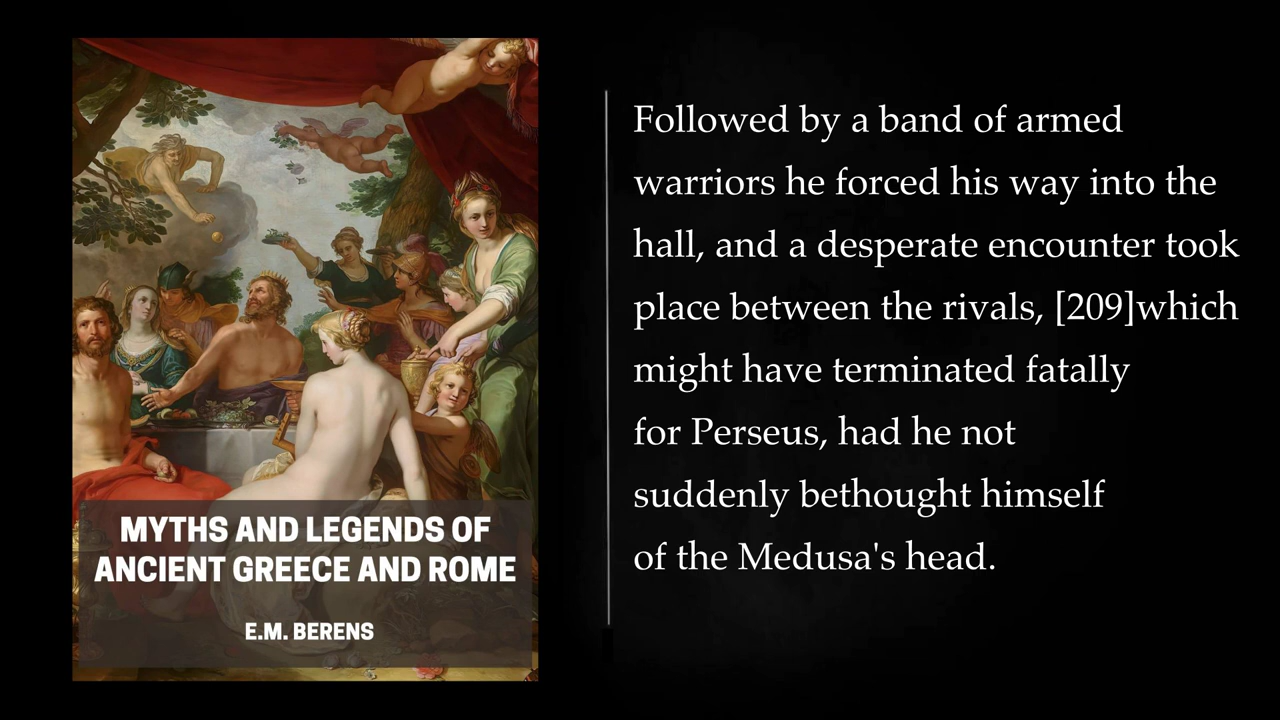 MYTHS AND LEGENDS OF
ANCIENT GREECE AND ROME
E.M. BERENS
Followed by a band of armed
warriors he forced his way into the
hall, and a desperate encounter took
place between the rivals, [209]which
might have terminated fatally
for Perseus, had he not
suddenly bethought himself
of the Medusa's head.